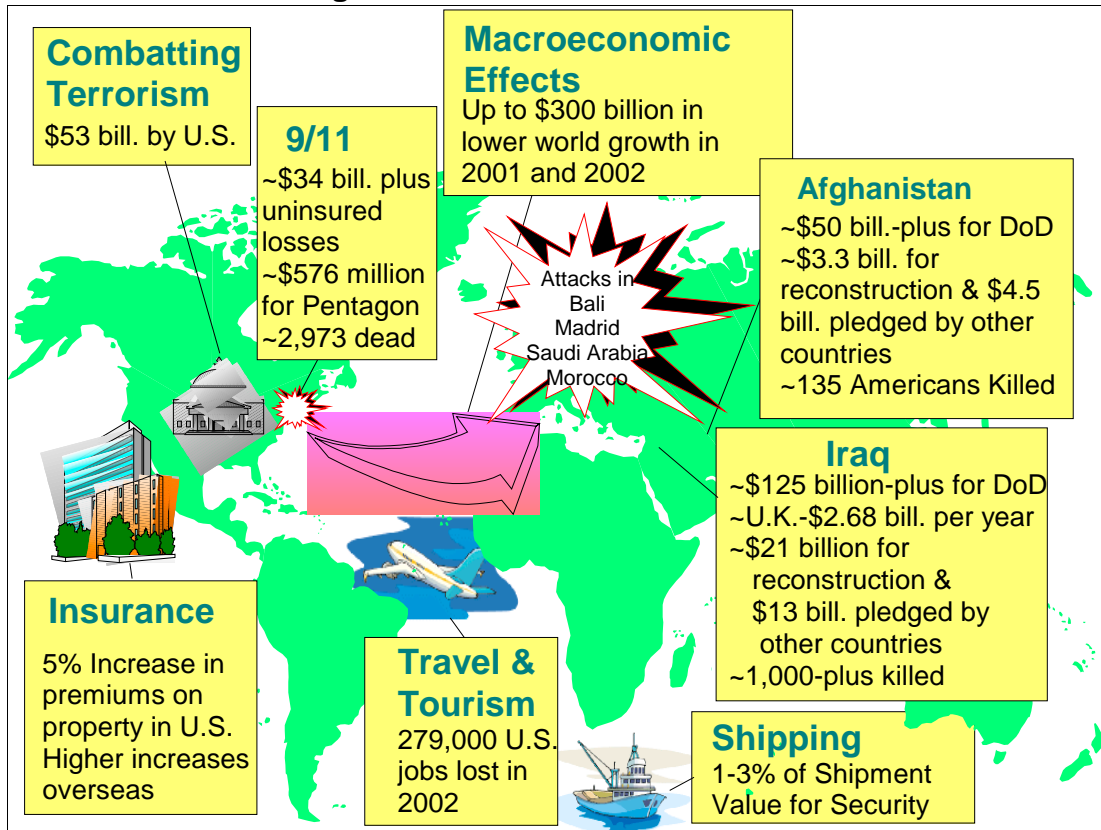 Combatting
Terrorism
$53 bill. by U.S.
9/11
~$34 bill. plus
uninsured
losses
~$576 million
for Pentagon
~2,973 dead
Macroeconomic
Effects
Up to $300 billion in
lower world growth in
2001 and 2002
Attacks in
Bali
Madrid
Saudi Arabia
Morocco
Afghanistan
~$50 bill.-plus for DoD
~$3.3 bill. for
reconstruction & $4.5
bill. pledged by other
countries
~135 Americans Killed
Iraq
~$125 billion-plus for DoD
~U.K.-$2.68 bill. per year
~$21 billion for
reconstruction &
$13 bill. pledged by
other countries
~1,000-plus killed
Insurance
5% Increase in
premiums on
property in U.S.
Higher increases
overseas
Travel &
Tourism
279,000 U.S.
jobs lost in
2002
Shipping
1-3% of Shipment
Value for Security